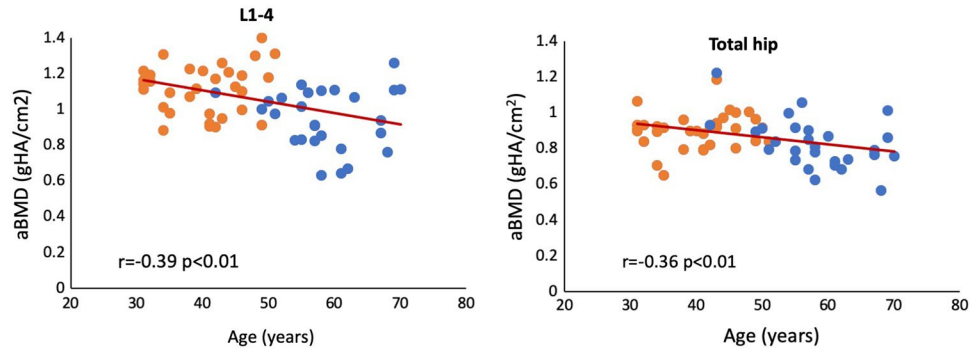 L1-4
1.4
1.2
1
0.8
0.6
0.4
0.2
0
aBMD (gHA/cm2)
r=-0.39 p<0.01
20 30 40 50 60 70 80
Age (years)
Total hip
1.4
1.2
1
0.8
0.6
0.4
0.2
0
aBMD (gHA/cm²)
r=-0.36 p<0.01
20 30 40 50 60 70 80
Age (years)